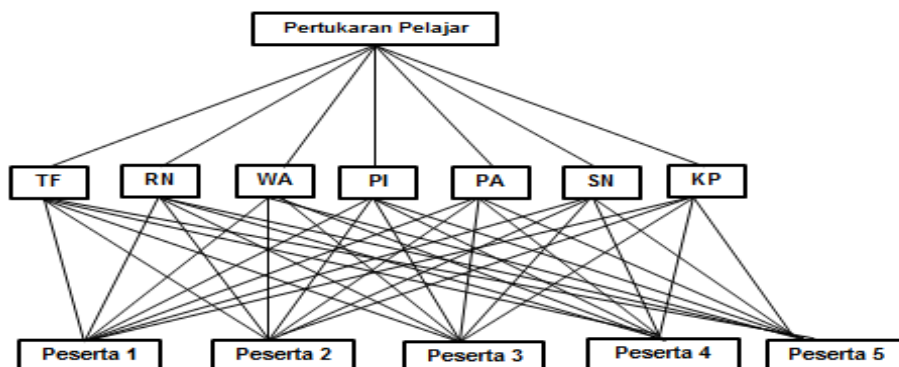 Pertukaran Pelajar
TF RN WA PI PA SN KP
Peserta 1 Peserta 2 Peserta 3 Peserta 4 Peserta 5